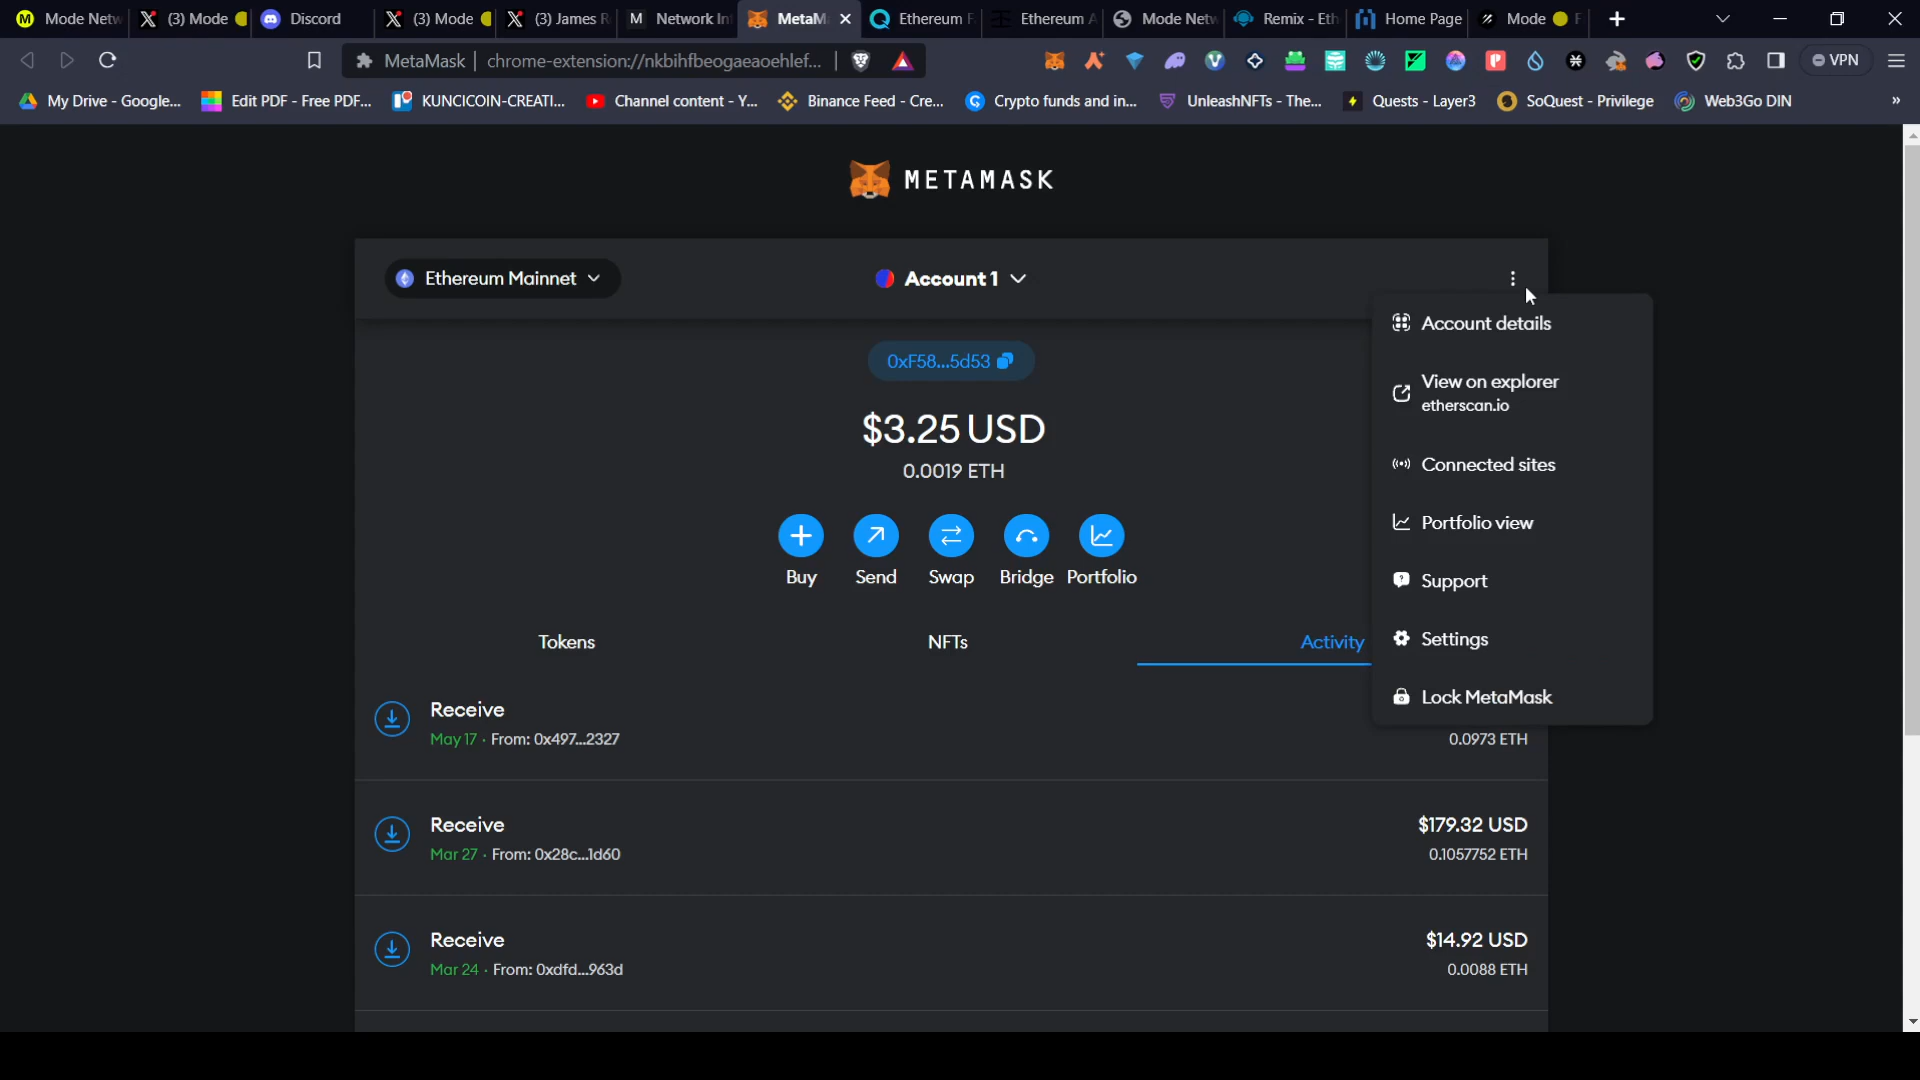 Mode Netw
(3) Mode
Discord
(3) Mode
(3) James R
Network In
MetaM
Ethereum F
Ethereum A
Mode Netw
Remix - Eth
Home Page
Mode
MetaMask
chrome-extension://nkbihfbeogaeaoehlef...
VPN
My Drive - Google...
Edit PDF - Free PDF...
KUNCICOIN-CREATI...
Channel content - Y...
Binance Feed - Cre...
Crypto funds and in...
UnleashNFTs - The...
Quests - Layer3
SoQuest - Privilege
Web3Go DIN
»
METAMASK
Ethereum Mainnet
Account 1
Account details
0xF58...5d53
View on explorer
etherscan.io
$3.25 USD
0.0019 ETH
Connected sites
Portfolio view
Buy
Send
Swap
Bridge
Portfolio
Support
Tokens
NFTs
Activity
Settings
Lock MetaMask
Receive
May 17 · From: 0x497...2327
0.0973 ETH
Receive
$179.32 USD
Mar 27 · From: 0x28c...1d60
0.1057752 ETH
Receive
$14.92 USD
Mar 24 · From: 0xdfd...963d
0.0088 ETH